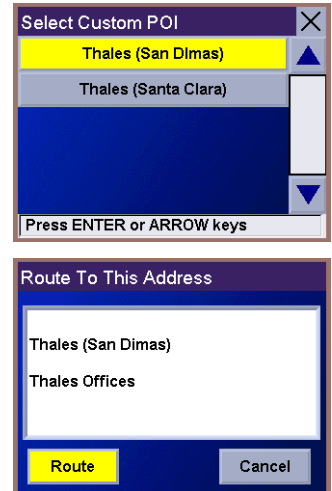 Select Custom POI
Thales (San DImas)
Thales (Santa Clara)
Press ENTER or ARROW keys
Route To This Address
Thales (San Dimas)
Thales Offices
Route Cancel